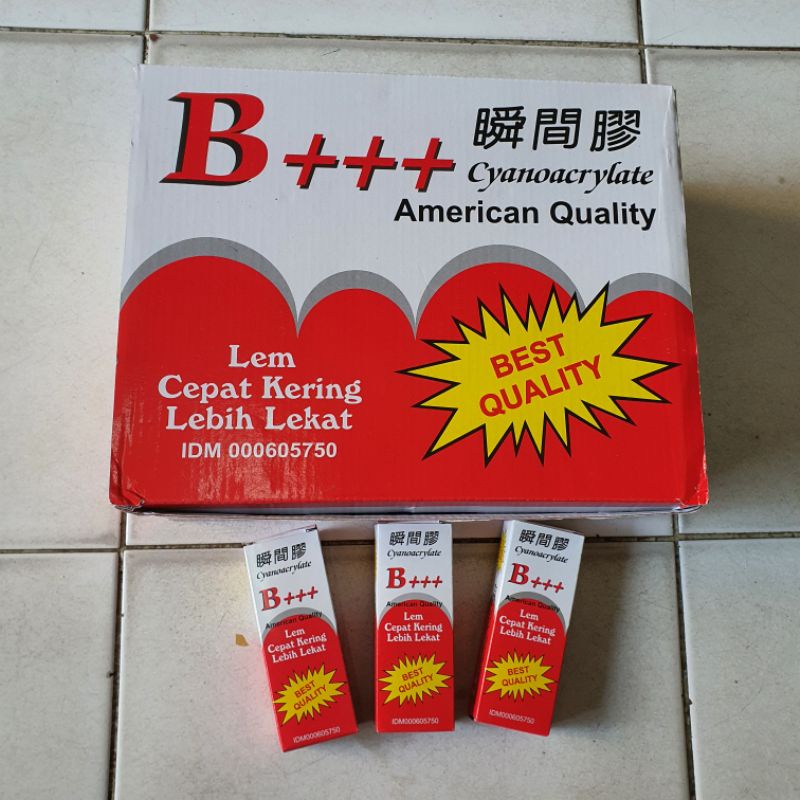 B+++
瞬間膠
Cyanoacrylate
American Quality
Lem
Cepat Kering
Lebih Lekat
IDM 000605750
BEST
QUALITY
瞬間膠
Cyanoacrylate
B+++
American Quality
Lem
Cepat Kering
Lebih Lekat
BEST
QUALITY
IDM000605750
瞬間膠
Cyanoacrylate
B+++
American Quality
Lem
Cepat Kering
Lebih Lekat
BEST
QUALITY
IDM000605750
瞬間膠
Cyanoacrylate
B+++
American Quality
Lem
Cepat Kering
Lebih Lekat
BEST
QUALITY
IDM000605750